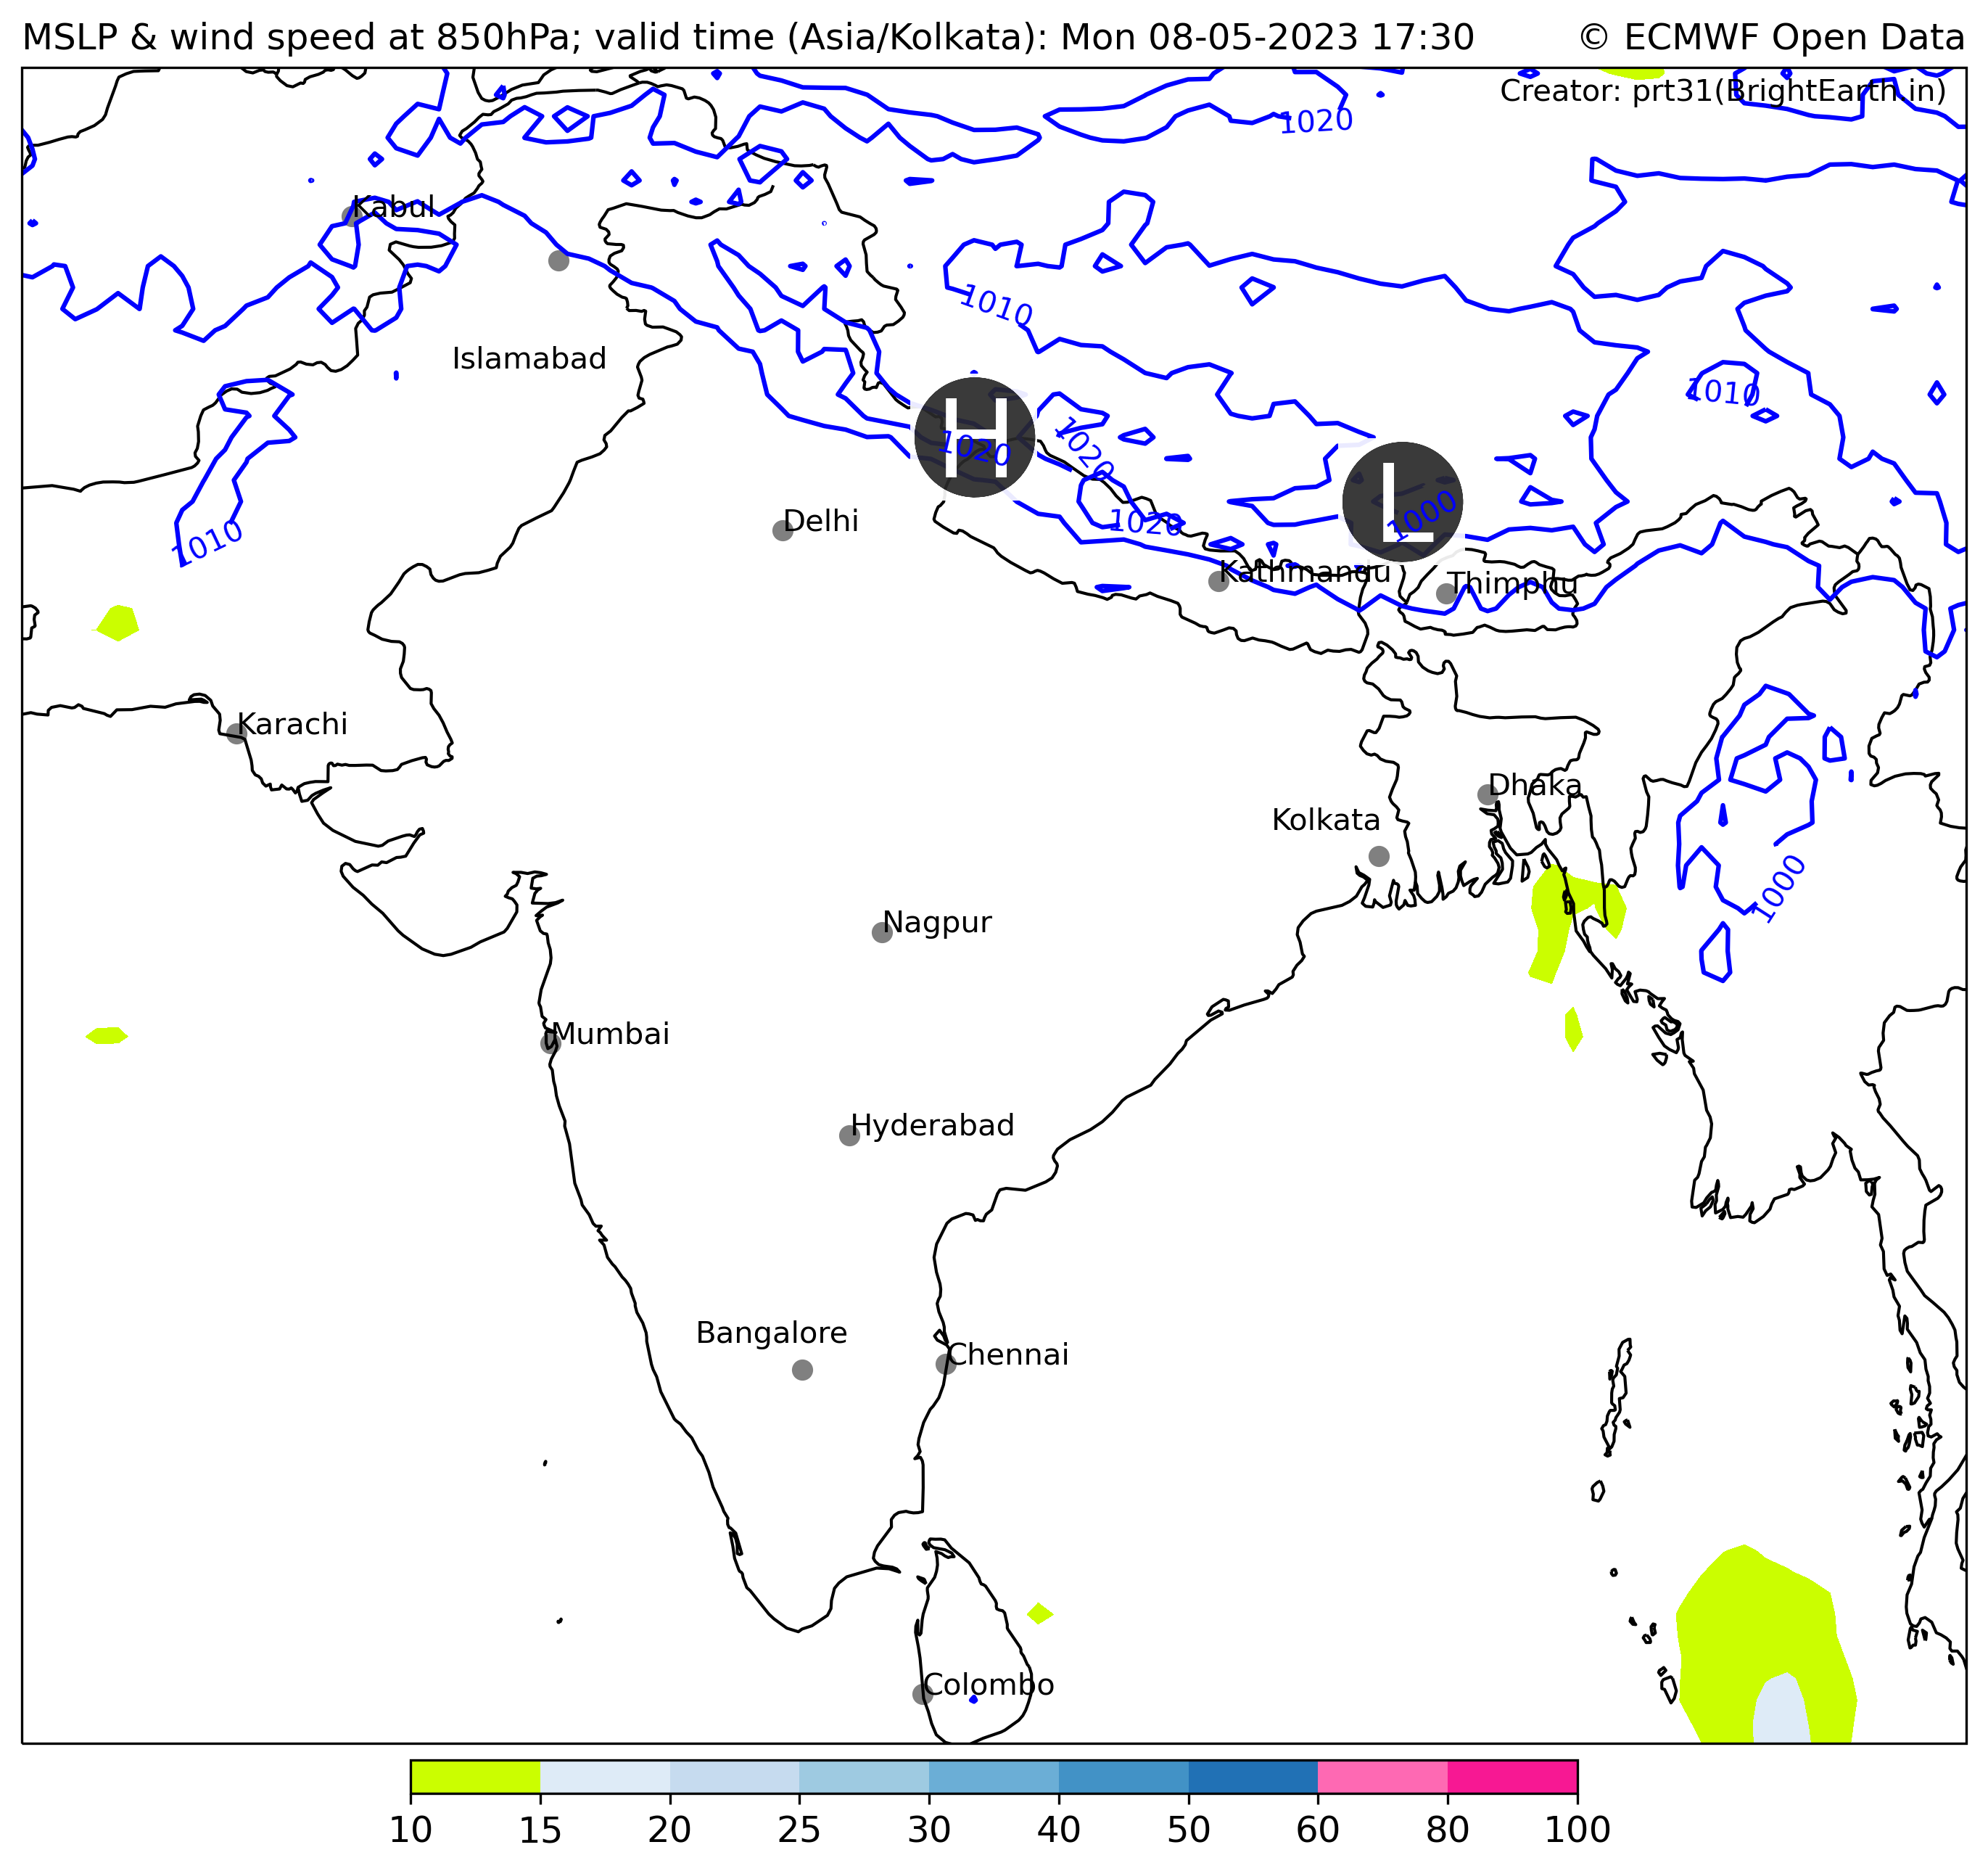 MSLP & wind speed at 850hPa; valid time (Asia/Kolkata): Mon 08-05-2023 17:30 © ECMWF Open Data
Creator: prt31(BrightEarth.in)
1020
Kabul
1010
Islamabad
1010
H
1020
1020
L
1000
1020
Delhi
1010
Kathmandu
Thimphu
Karachi
Dhaka
Kolkata
1000
Nagpur
Mumbai
Hyderabad
Bangalore
Chennai
Colombo
10 15 20 25 30 40 50 60 80 100